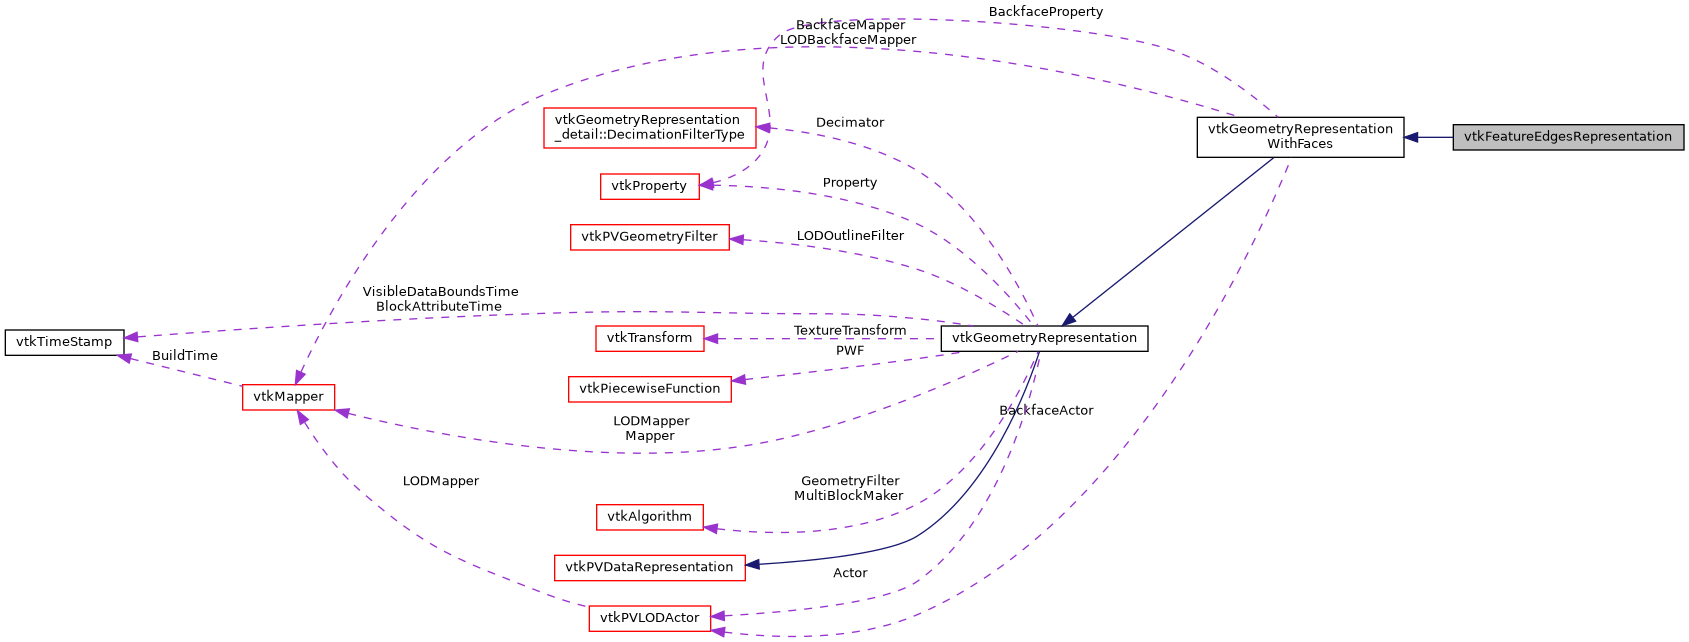 BackfaceProperty
BackfaceMapper
LODBackfaceMapper
vtkGeometryRepresentation
_detail::DecimationFilterType
Decimator
vtkGeometryRepresentation
WithFaces
vtkFeatureEdgesRepresentation
vtkProperty
Property
vtkPVGeometryFilter
LODOutlineFilter
VisibleDataBoundsTime
BlockAttributeTime
vtkTimeStamp
vtkTransform
TextureTransform
vtkGeometryRepresentation
BuildTime
PWF
vtkMapper
vtkPiecewiseFunction
BackfaceActor
LODMapper
Mapper
LODMapper
GeometryFilter
MultiBlockMaker
vtkAlgorithm
vtkPVDataRepresentation
Actor
vtkPVLODActor